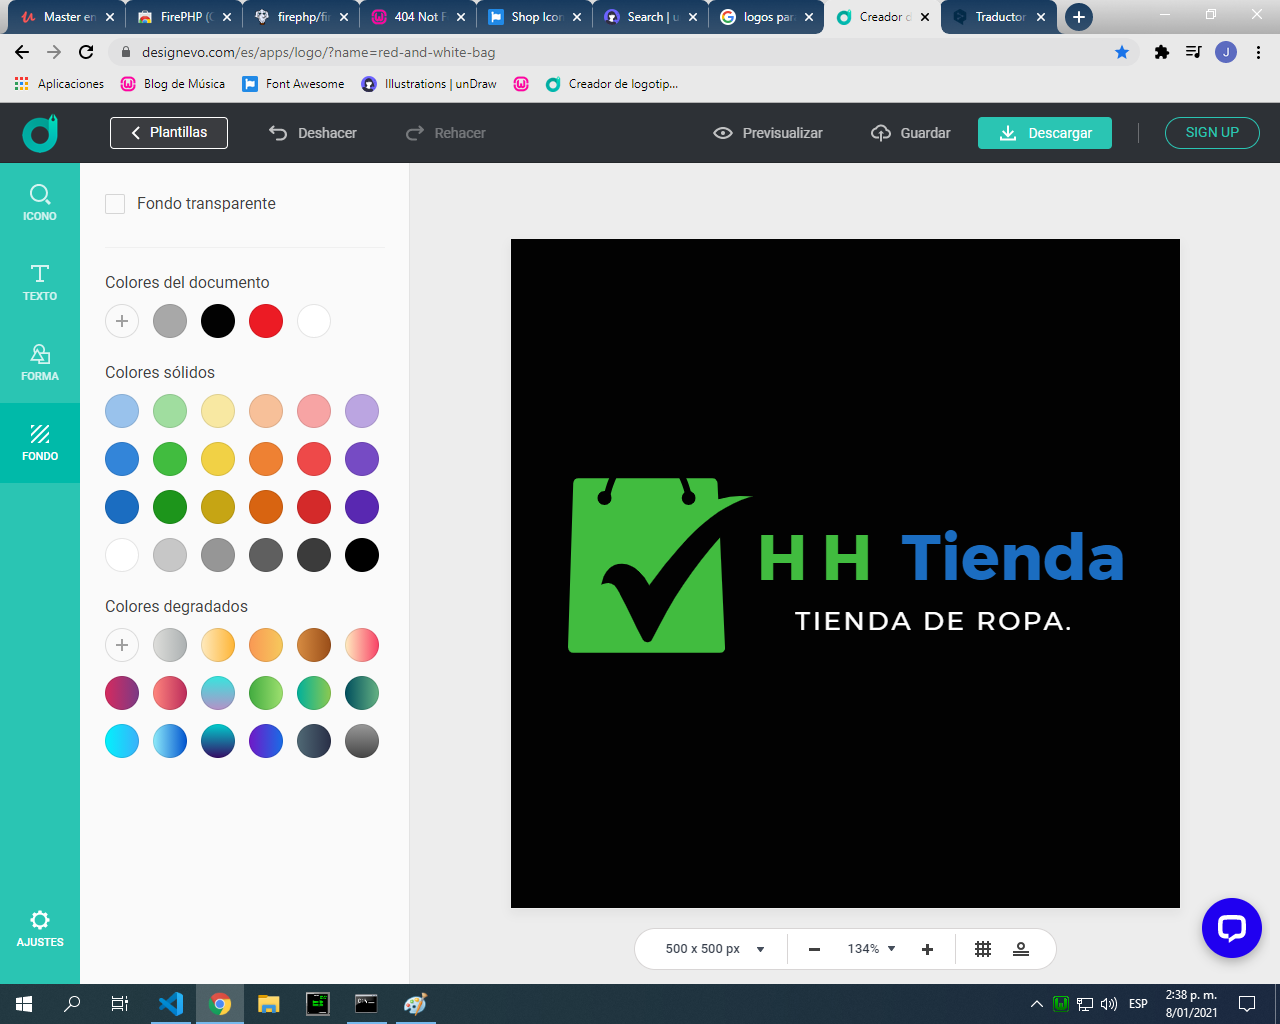 Master en
FirePHP (C
firephp/fir
404 Not F
Shop Icon
Search | u
logos par
Creador d
Traductor
designevo.com/es/apps/logo/?name=red-and-white-bag
J
Aplicaciones
Blog de Música
Font Awesome
Illustrations | unDraw
Creador de logotip...
Plantillas
Deshacer
Rehacer
Previsualizar
Guardar
Descargar
SIGN UP
ICONO
TEXTO
FORMA
FONDO
AJUSTES
Fondo transparente
Colores del documento
Colores sólidos
Colores degradados
H H Tienda
TIENDA DE ROPA.
500 x 500 px
134%
ESP
2:38 p. m.
8/01/2021